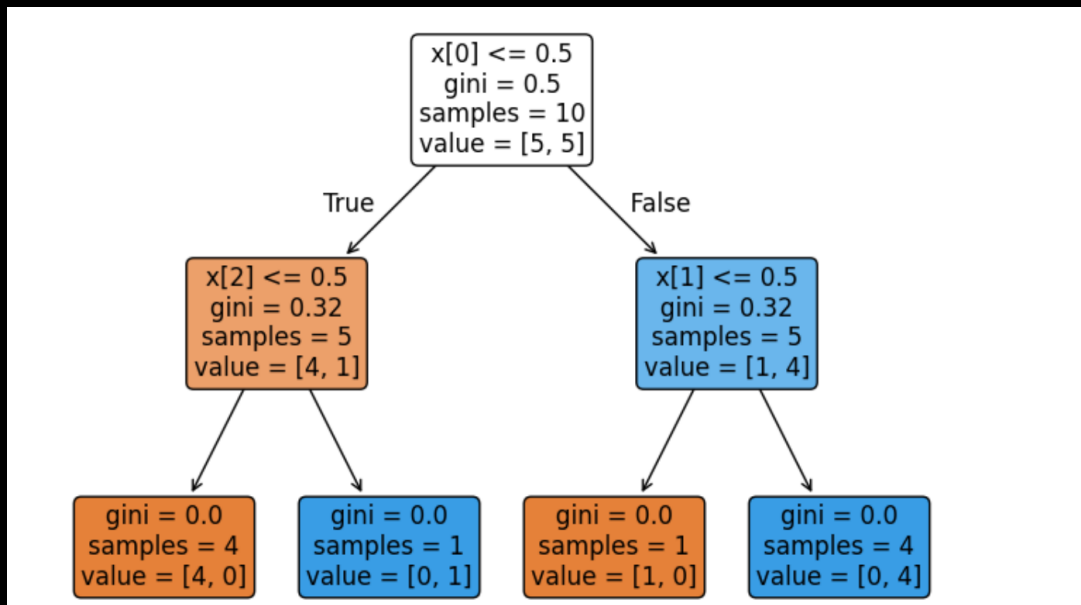 x[0] <= 0.5
gini = 0.5
samples = 10
value = [5, 5]
True
False
x[2] <= 0.5
gini = 0.32
samples = 5
value = [4, 1]
x[1] <= 0.5
gini = 0.32
samples = 5
value = [1, 4]
gini = 0.0
samples = 4
value = [4, 0]
gini = 0.0
samples = 1
value = [0, 1]
gini = 0.0
samples = 1
value = [1, 0]
gini = 0.0
samples = 4
value = [0, 4]